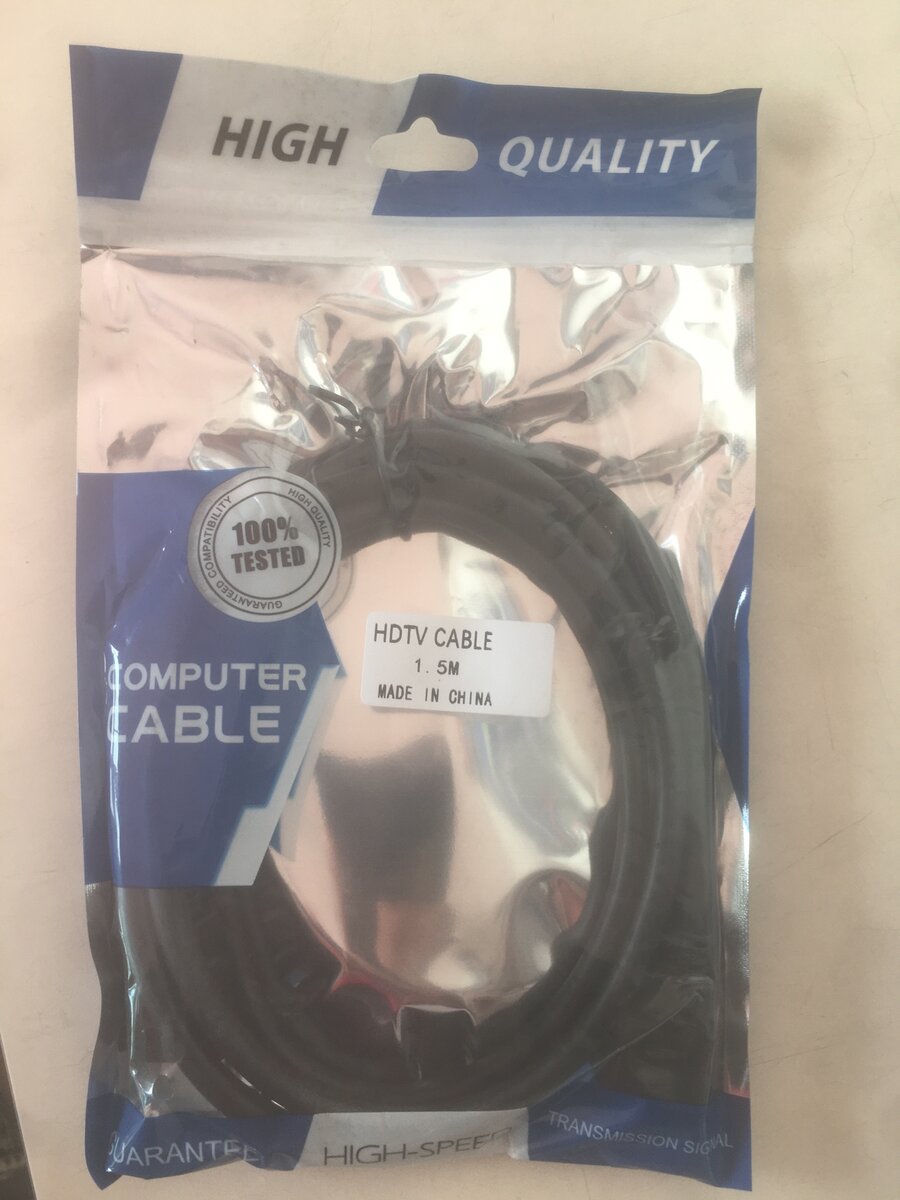 HIGH QUALITY
HIGH QUALITY
GUARANTEED COMPATIBILITY
100%
TESTED
HDTV CABLE
1.5M
MADE IN CHINA
COMPUTER
CABLE
GUARANTEE HIGH-SPEED TRANSMISSION SIGNAL